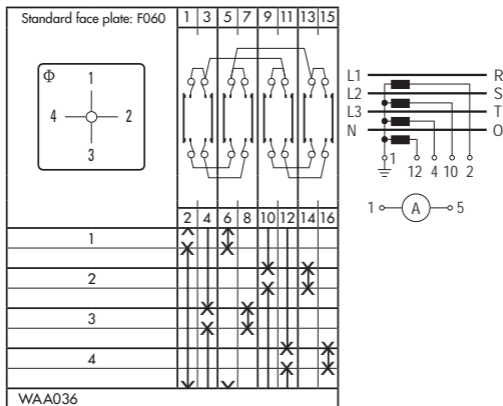 Standard face plate: F060
1 3 5 7 9 11 13 15
Φ
1
4 2
3
L1 R
L2 S
L3 T
N O
1 12 4 10 2
1 A 5
2 4 6 8 10 12 14 16
1
X X
2
X X
X X
3
X X
X X
4
X X
X X
WAA036